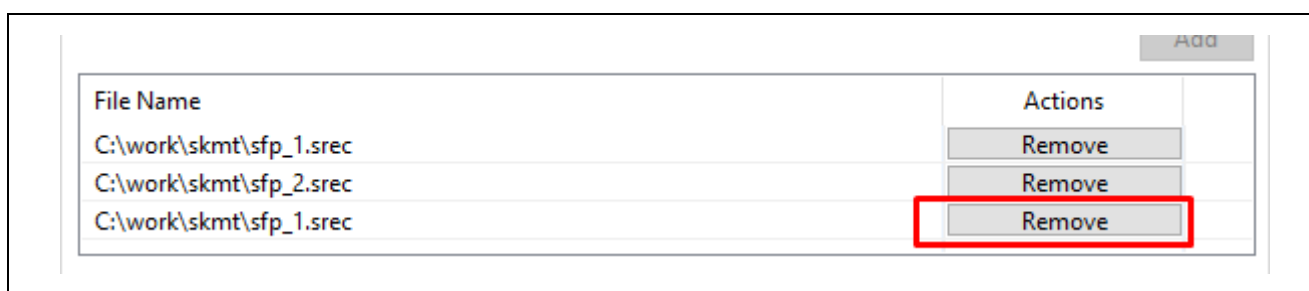 Add
File Name Actions
C:\work\skmt\sfp_1.srec Remove
C:\work\skmt\sfp_2.srec Remove
C:\work\skmt\sfp_1.srec Remove